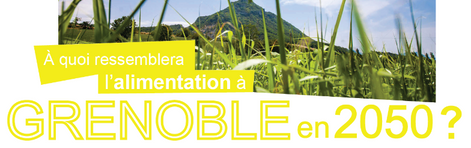 À quoi ressemblera
l'alimentation à
GRENOBLE en 2050 ?